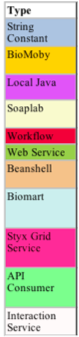 Type
String
Constant
BioMoby
Local Java
Soaplab
Workflow
Web Service
Beanshell
Biomart
Styx Grid
Service
API
Consumer
Interaction
Service